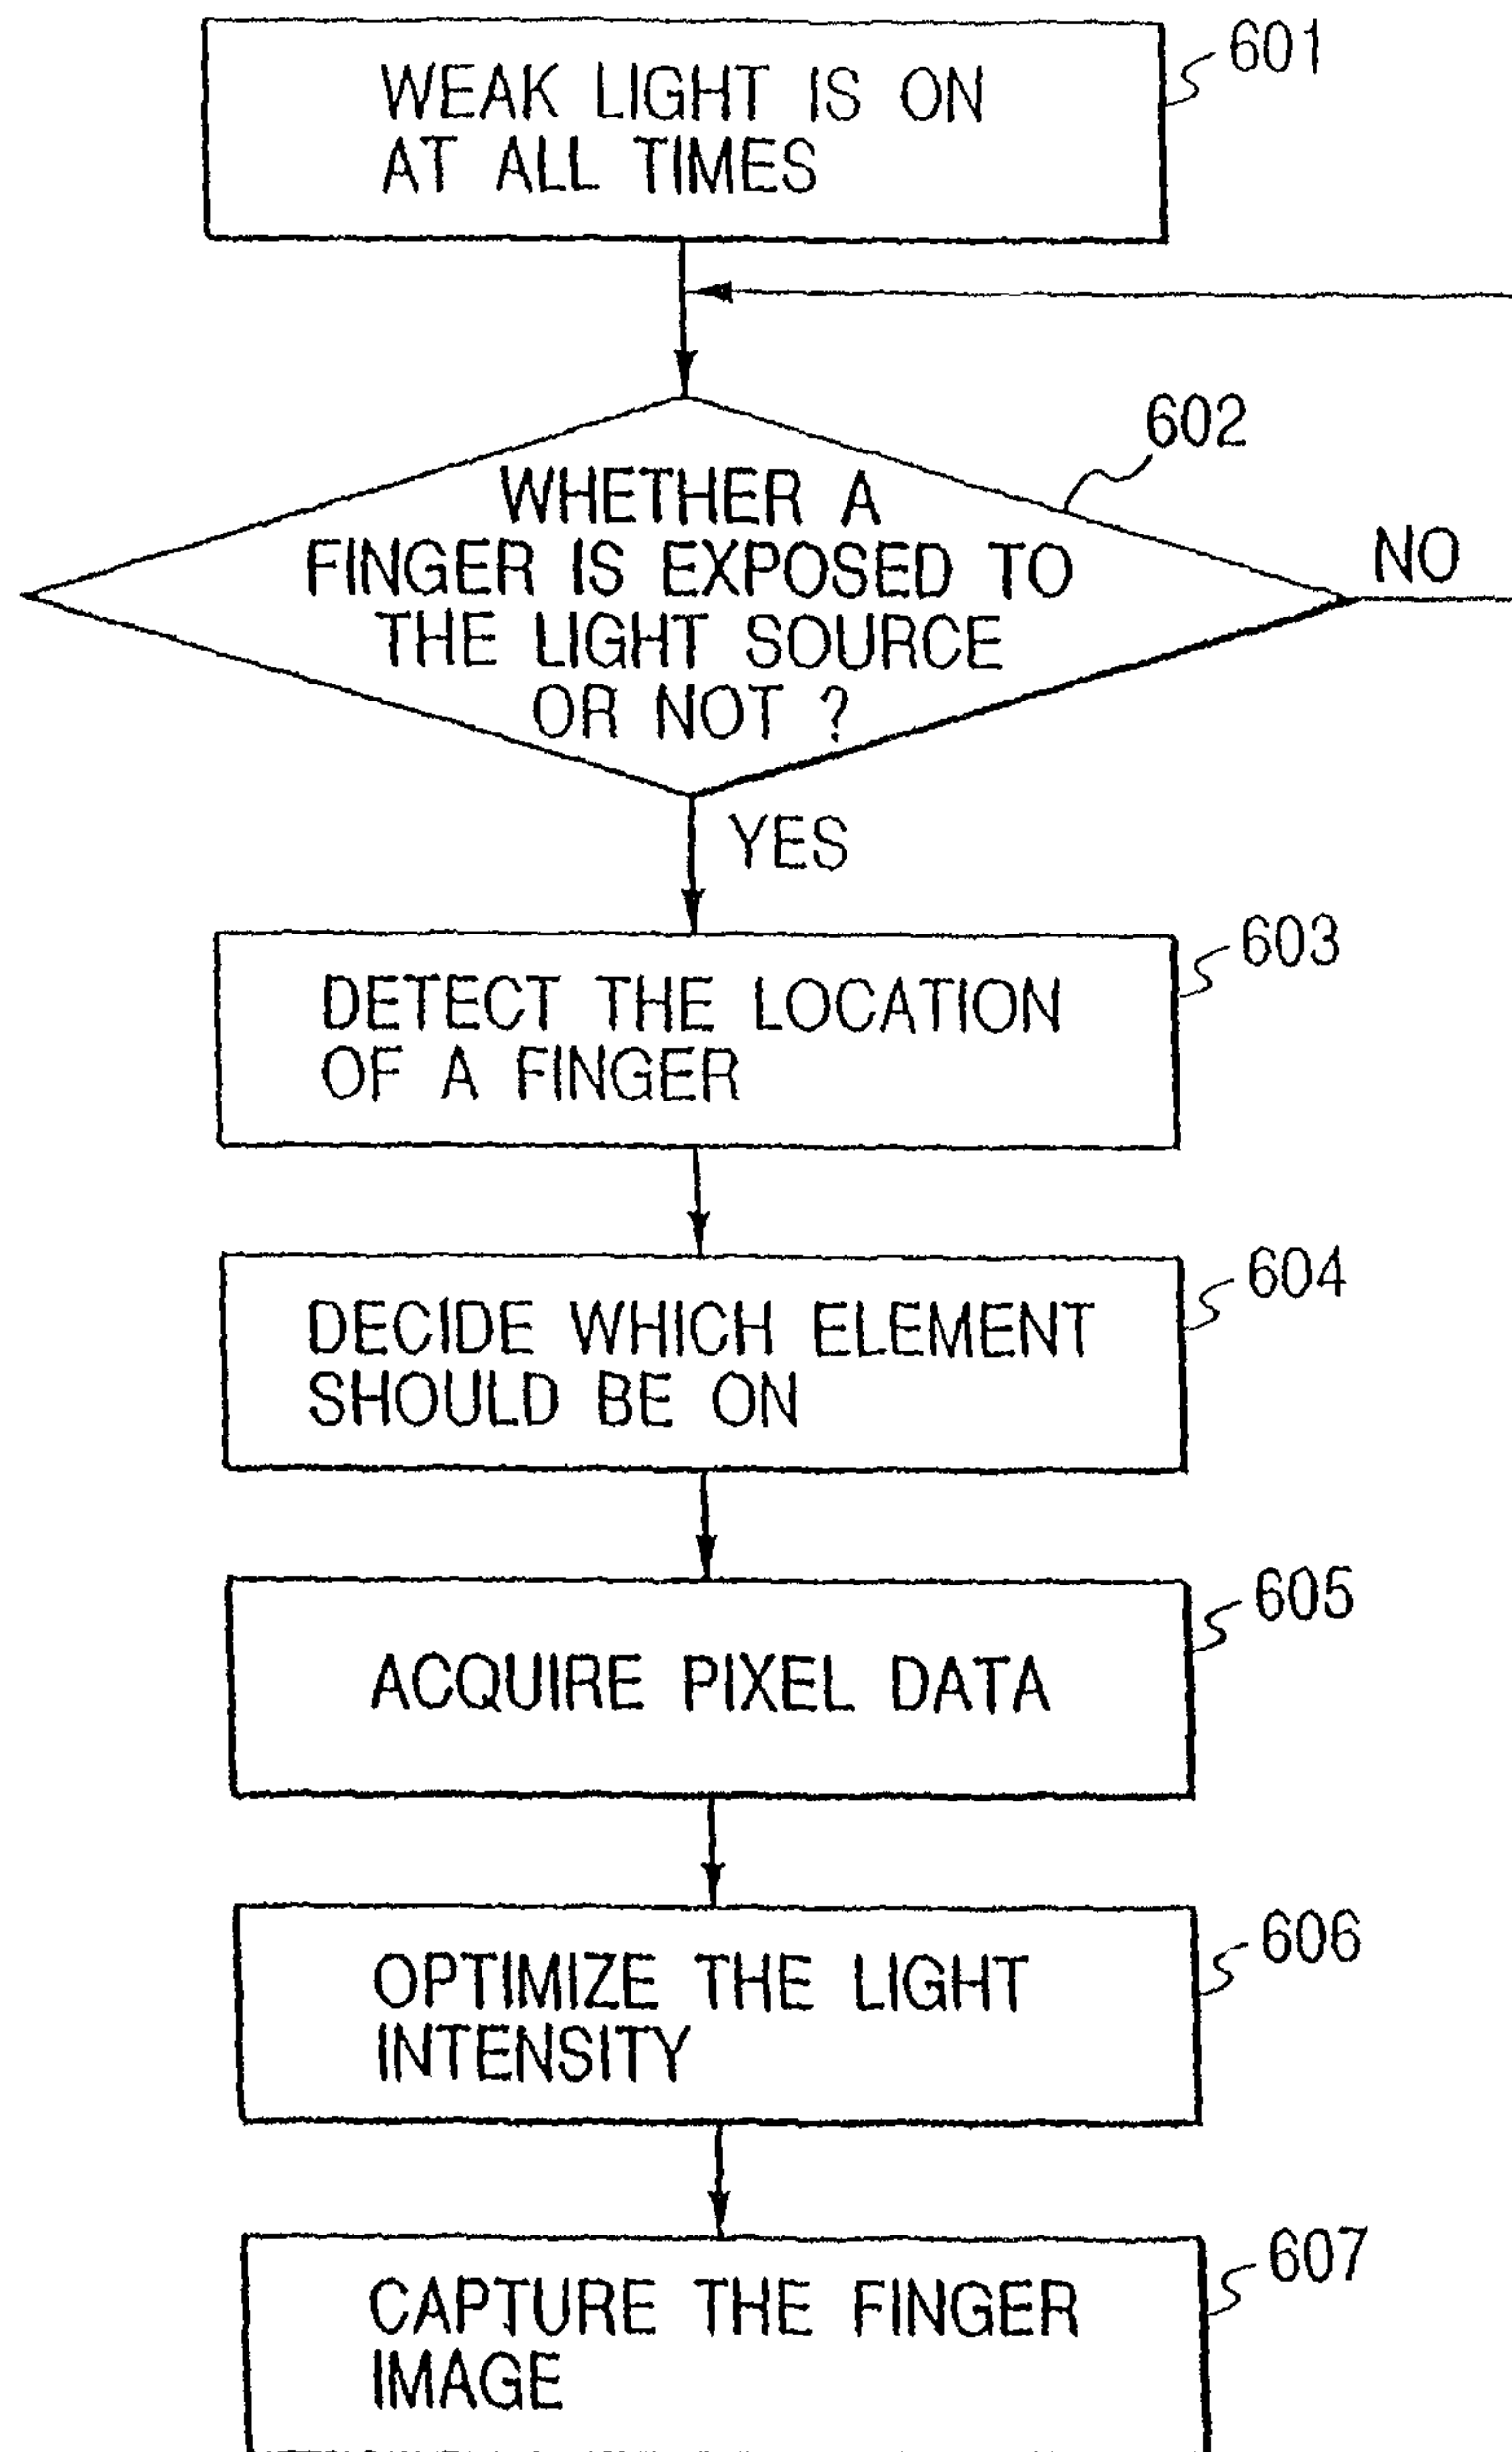 601
WEAK LIGHT IS ON
AT ALL TIMES
602
WHETHER A
FINGER IS EXPOSED TO
THE LIGHT SOURCE
OR NOT ?
NO
YES
603
DETECT THE LOCATION
OF A FINGER
604
DECIDE WHICH ELEMENT
SHOULD BE ON
605
ACQUIRE PIXEL DATA
606
OPTIMIZE THE LIGHT
INTENSITY
607
CAPTURE THE FINGER
IMAGE